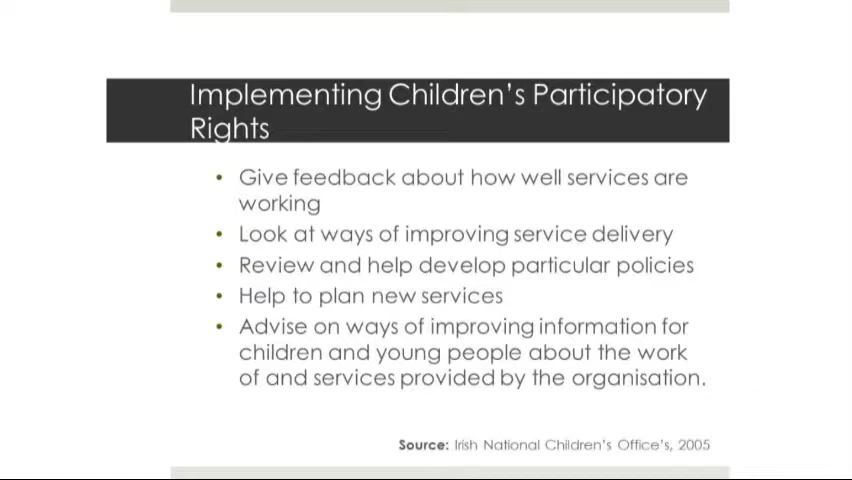 Implementing Children's Participatory
Rights
• Give feedback about how well services are
working
• Look at ways of improving service delivery
• Review and help develop particular policies
• Help to plan new services
• Advise on ways of improving information for
children and young people about the work
of and services provided by the organisation.
Source: Irish National Children's Office's, 2005